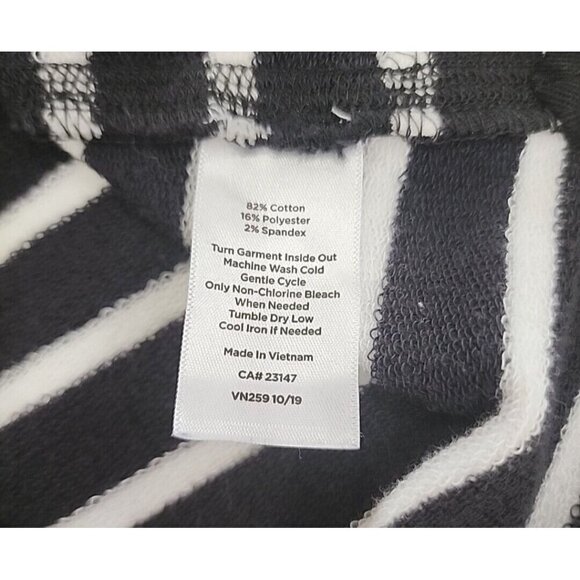 82% Cotton
16% Polyester
2% Spandex
Turn Garment Inside Out
Machine Wash Cold
Gentle Cycle
Only Non-Chlorine Bleach
When Needed
Tumble Dry Low
Cool Iron if Needed
Made In Vietnam
CA# 23147
VN259 10/19